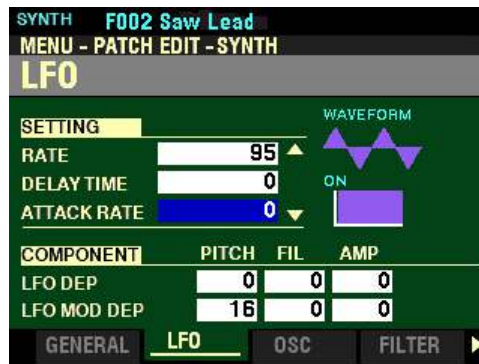 SYNTH F002 Saw Lead
MENU - PATCH EDIT - SYNTH
LFO
SETTING
WAVEFORM
RATE 95
DELAY TIME 0
ON
ATTACK RATE 0
COMPONENT PITCH FIL AMP
LFO DEP 0 0 0
LFO MOD DEP 16 0 0
GENERAL LFO OSC FILTER